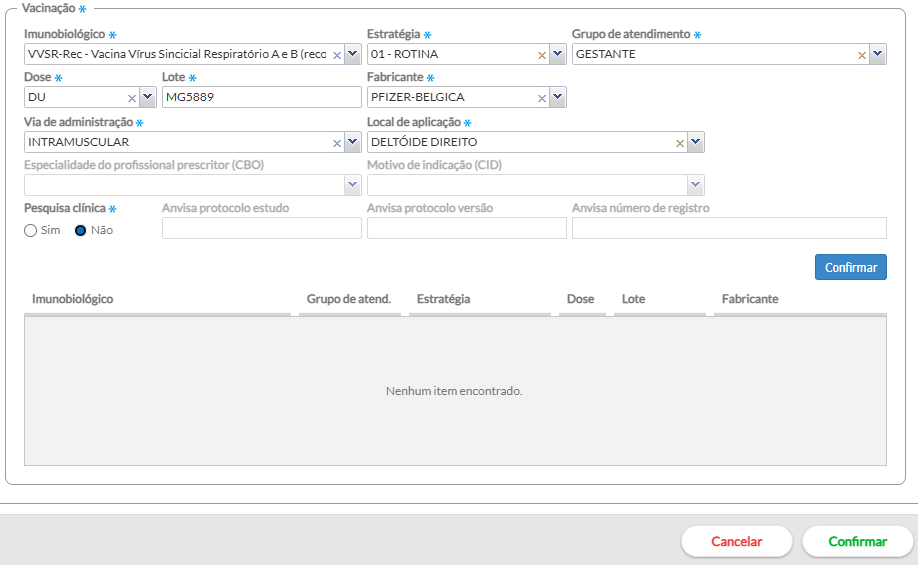 Vacinação *
Imunobiológico * Estratégia * Grupo de atendimento *
VVSR-Rec - Vacina Vírus Sincicial Respiratório A e B (reco 01 - ROTINA GESTANTE
Dose * Lote * Fabricante *
DU MG5889 PFIZER-BELGICA
Via de administração * Local de aplicação *
INTRAMUSCULAR DELTÓIDE DIREITO
Especialidade do profissional prescritor (CBO) Motivo de indicação (CID)
Pesquisa clínica * Anvisa protocolo estudo Anvisa protocolo versão Anvisa número de registro
Sim Não
Confirmar
Imunobiológico Grupo de atend. Estratégia Dose Lote Fabricante
Nenhum item encontrado.
Cancelar Confirmar